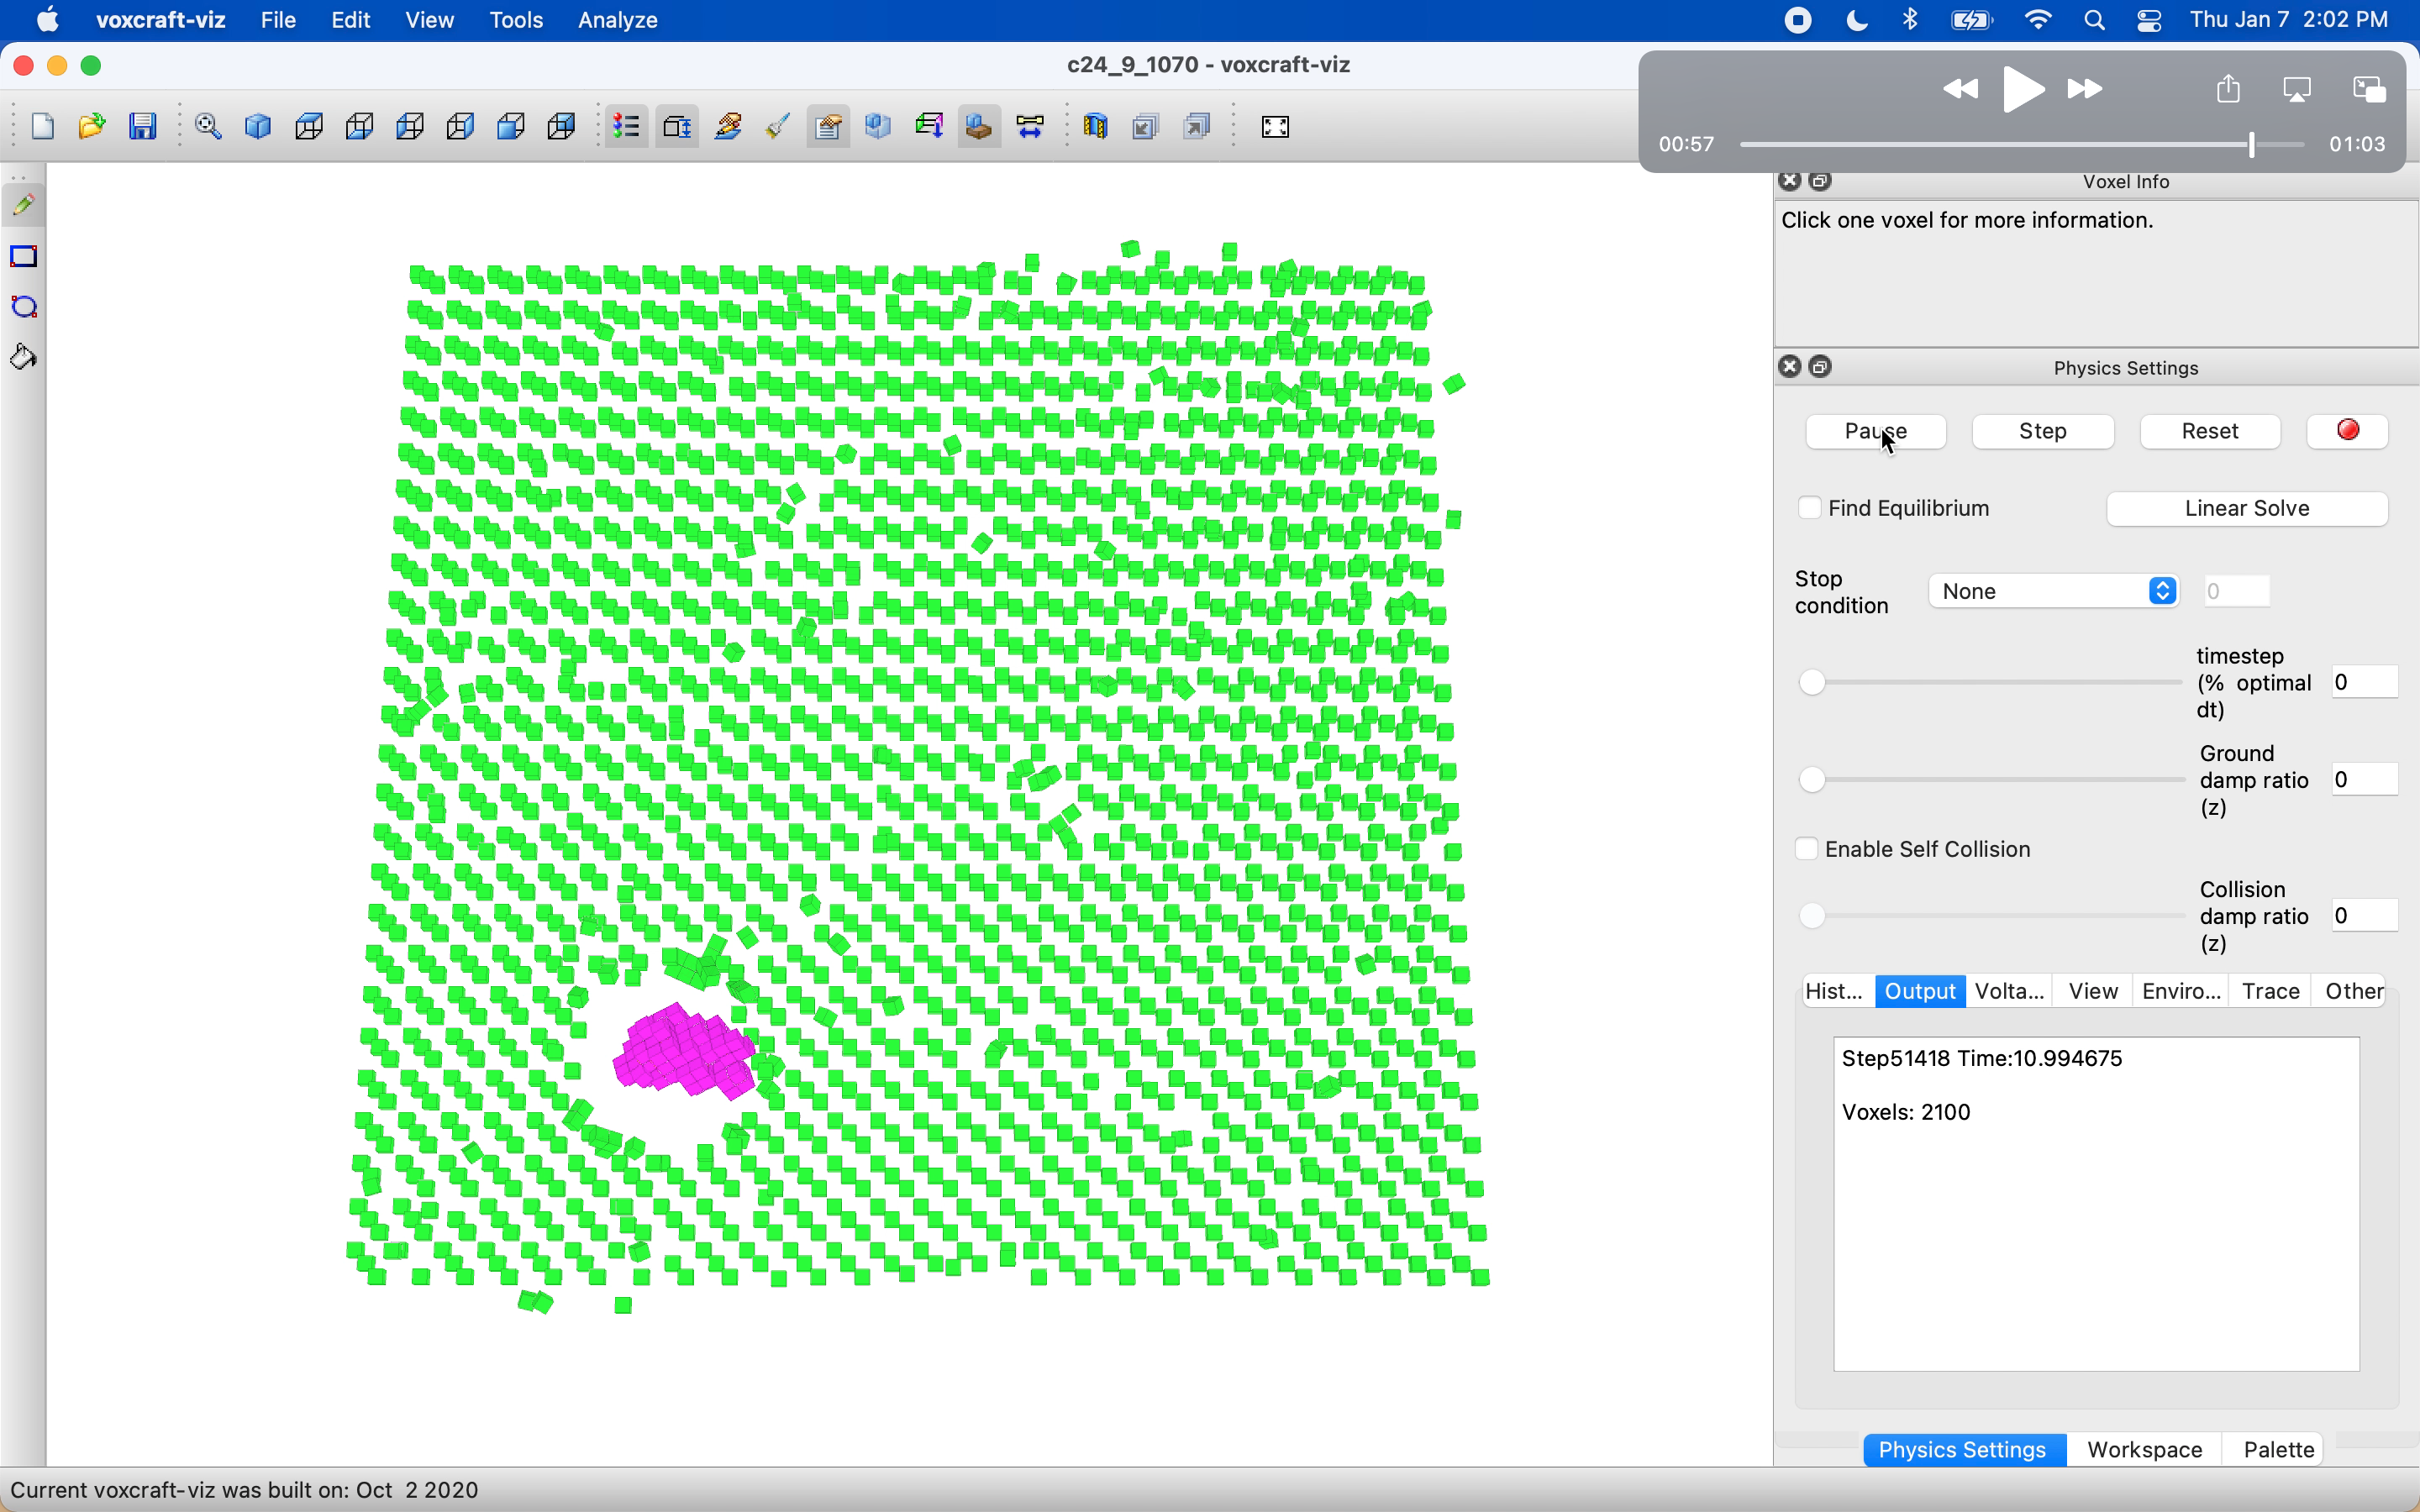 voxcraft-viz File Edit View Tools Analyze Thu Jan 7 2:02 PM
c24_9_1070 - voxcraft-viz
00:57 01:03
Voxel Info
Click one voxel for more information.
Physics Settings
Pause Step Reset
Find Equilibrium Linear Solve
Stop
condition
None 0
timestep
(% optimal
dt)
0
Ground
damp ratio
(z)
0
Enable Self Collision
Collision
damp ratio
(z)
0
Hist... Output Volta... View Enviro... Trace Other
Step51418 Time:10.994675
Voxels: 2100
Physics Settings Workspace Palette
Current voxcraft-viz was built on: Oct 2 2020